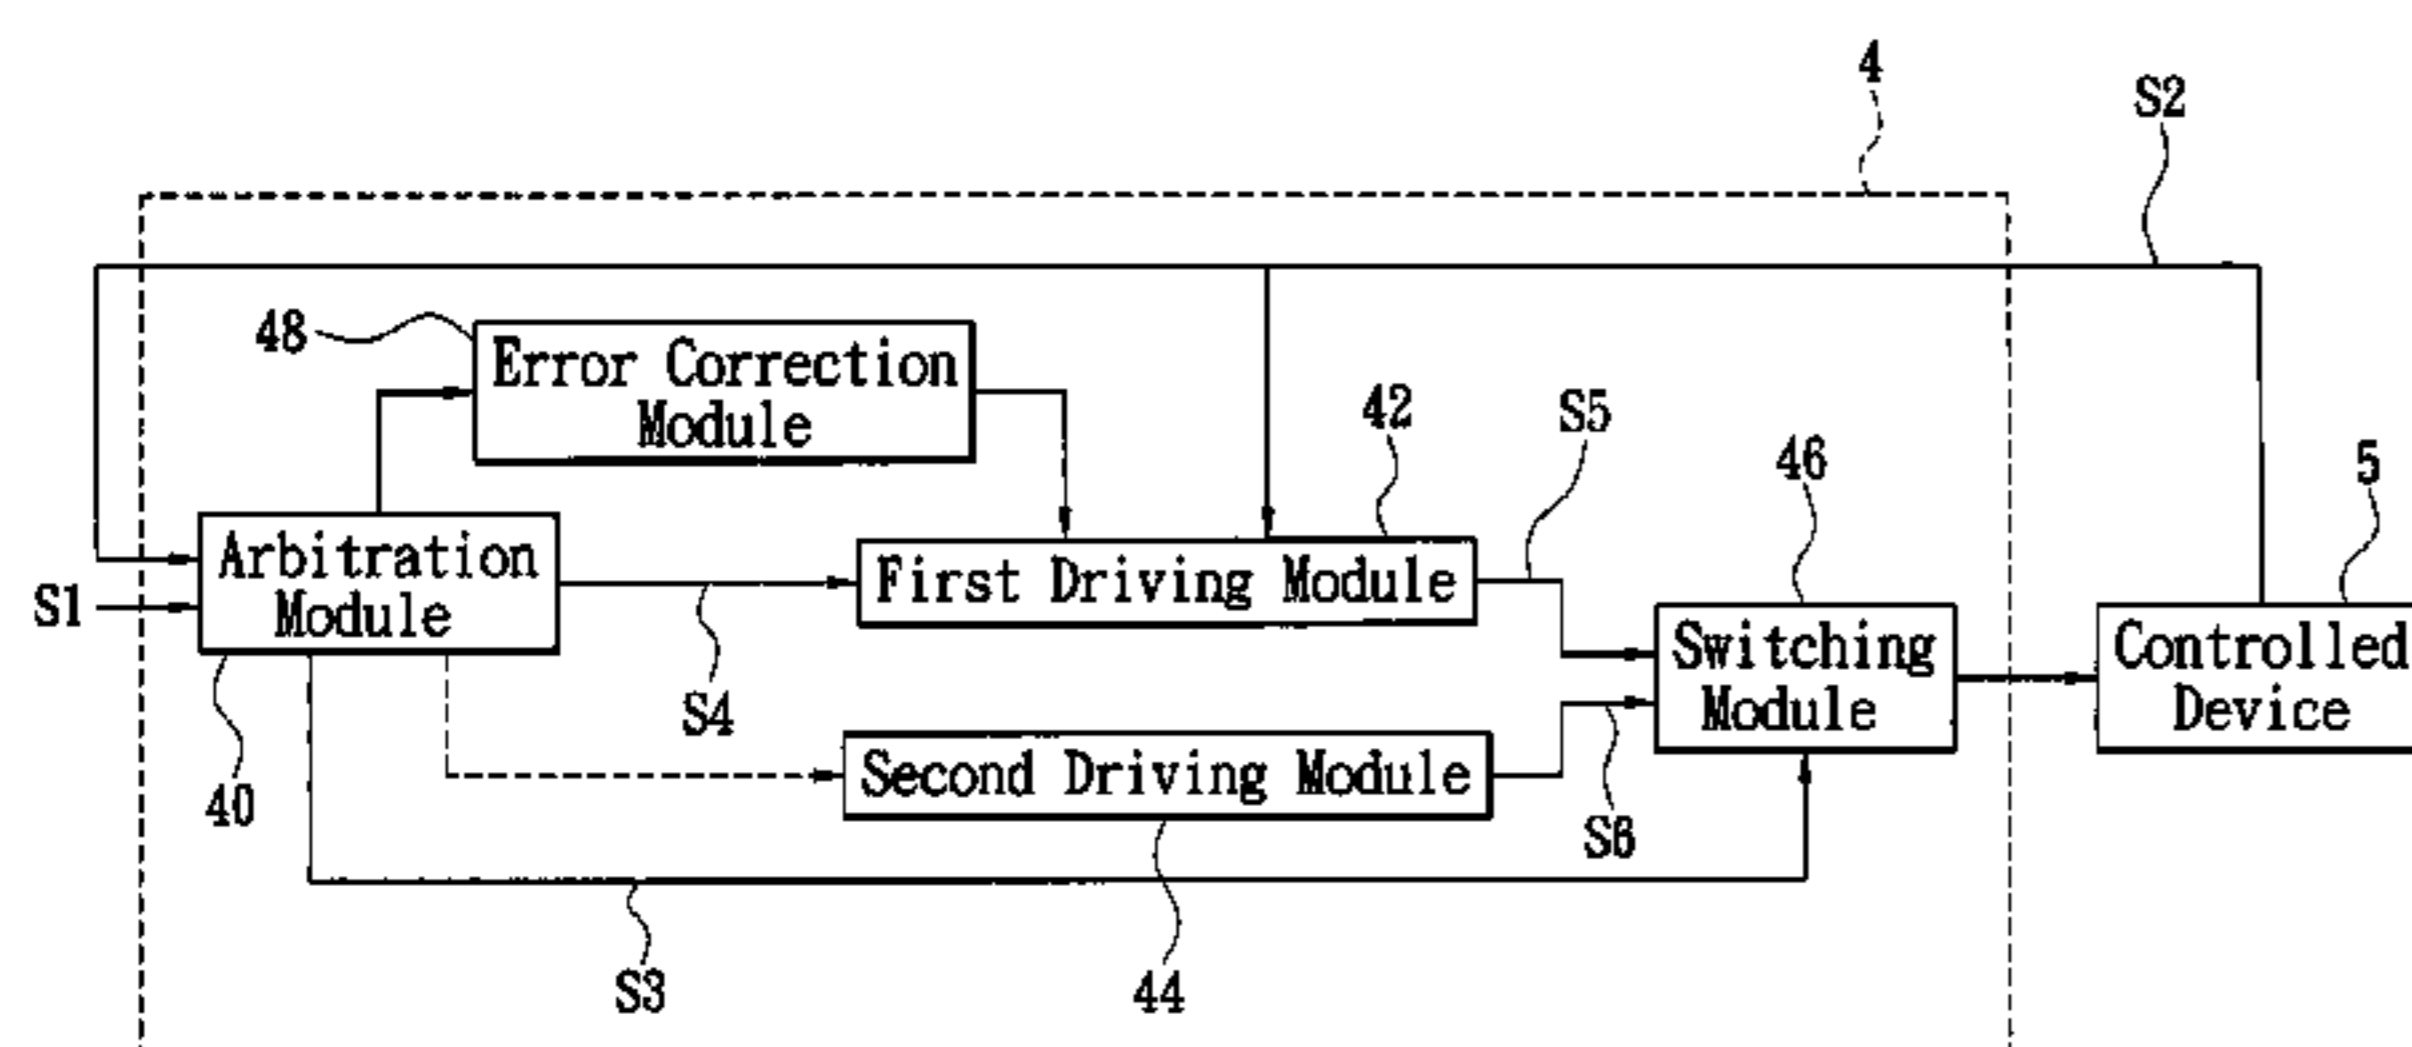 4
S2
48
Error Correction
Module
42
S5
46
5
Arbitration
Module
S1
First Driving Module
Switching
Module
Controlled
Device
S4
40
Second Driving Module
S6
S3
44